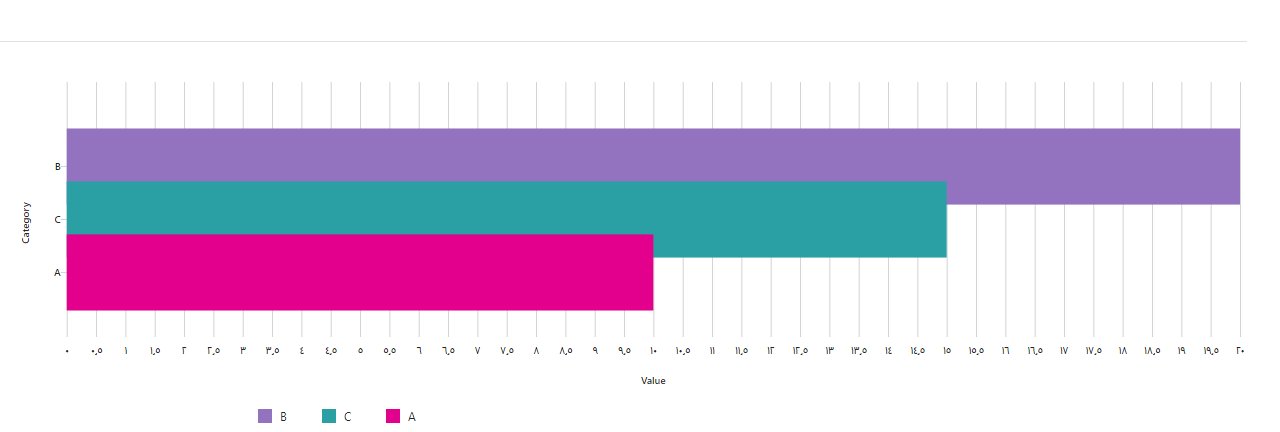 B
C
A
Category
٠ ٠٫٥ ١ ١٫٥ ٢ ٢٫٥ ٣ ٣٫٥ ٤ ٤٫٥ ٥ ٥٫٥ ٦ ٦٫٥ ٧ ٧٫٥ ٨ ٨٫٥ ٩ ٩٫٥ ١٠ ١٠٫٥ ١١ ١١٫٥ ١٢ ١٢٫٥ ١٣ ١٣٫٥ ١٤ ١٤٫٥ ١٥ ١٥٫٥ ١٦ ١٦٫٥ ١٧ ١٧٫٥ ١٨ ١٨٫٥ ١٩ ١٩٫٥ ٢٠
Value
B C A